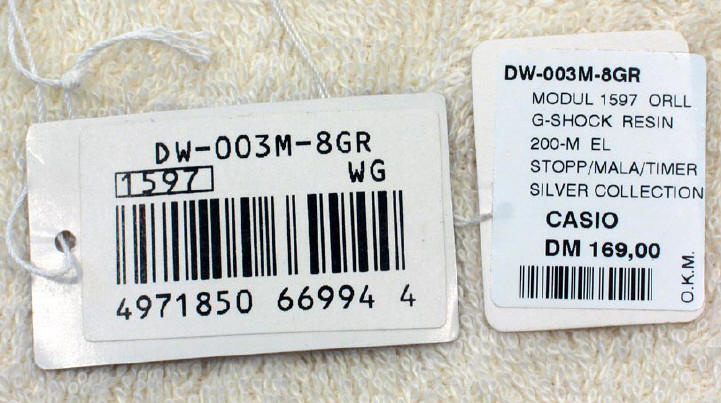 DW-003M-8GR
1597 WG
4971850 66994 4
DW-003M-8GR
MODUL 1597 ORLL
G-SHOCK RESIN
200-M EL
STOPP/MALA/TIMER
SILVER COLLECTION
CASIO
DM 169,00
O.K.M.